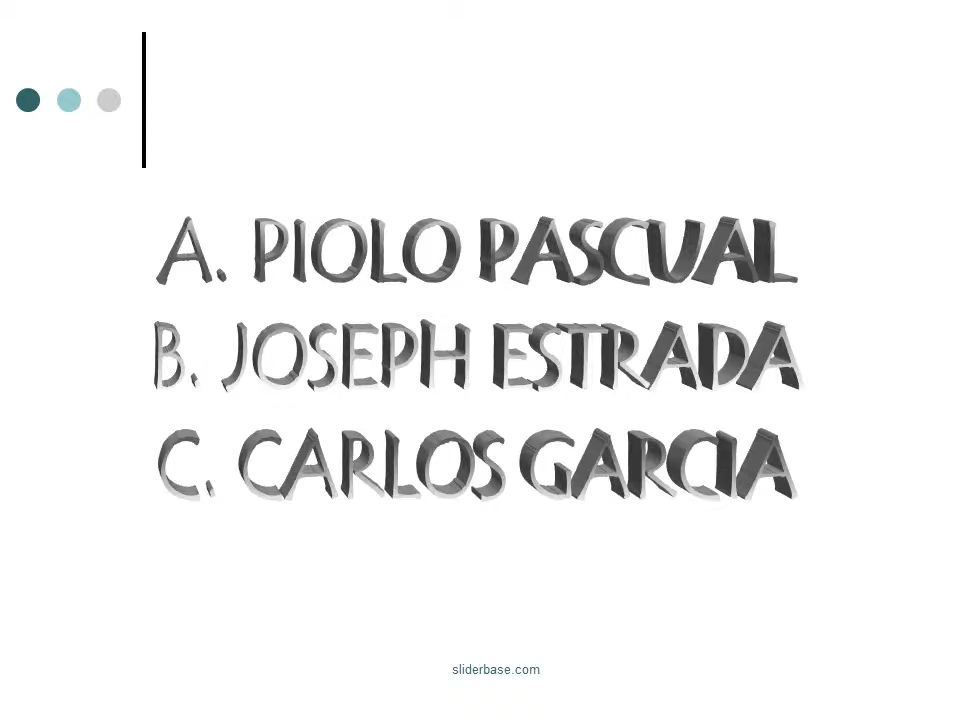 A. PIOLO PASCUAL
B. JOSEPH ESTRADA
C. CARLOS GARCIA
sliderbase.com